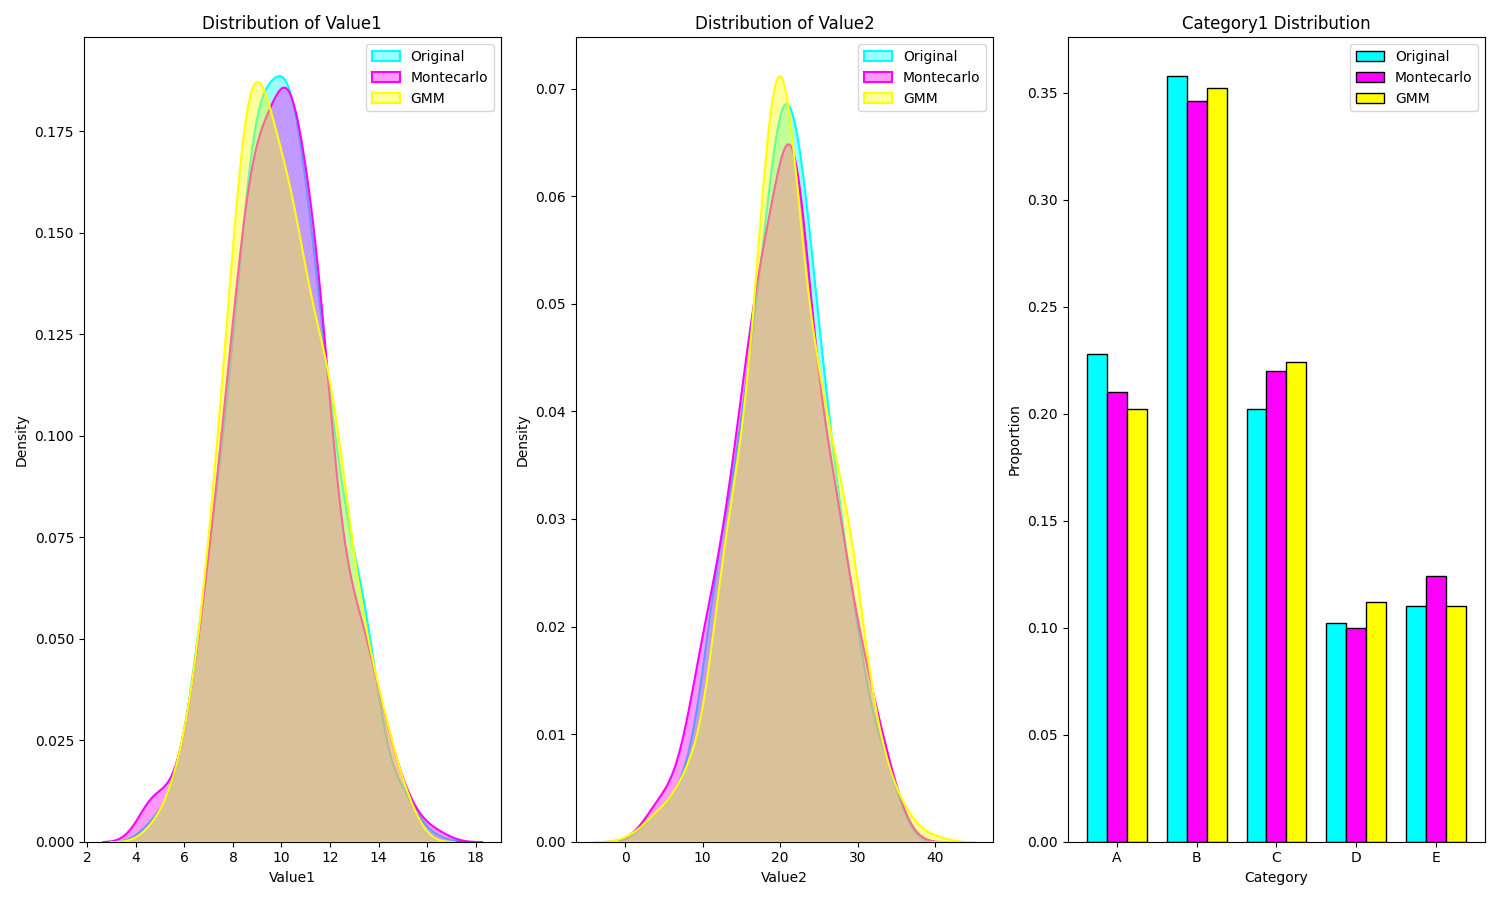 Distribution of Value1
Original
Montecarlo
GMM
0.175
0.150
0.125
0.100
0.075
0.050
0.025
0.000
Density
2 4 6 8 10 12 14 16 18
Value1
Distribution of Value2
Original
Montecarlo
GMM
0.07
0.06
0.05
0.04
0.03
0.02
0.01
0.00
Density
0 10 20 30 40
Value2
Category1 Distribution
Original
Montecarlo
GMM
0.35
0.30
0.25
0.20
0.15
0.10
0.05
0.00
Proportion
A B C D E
Category